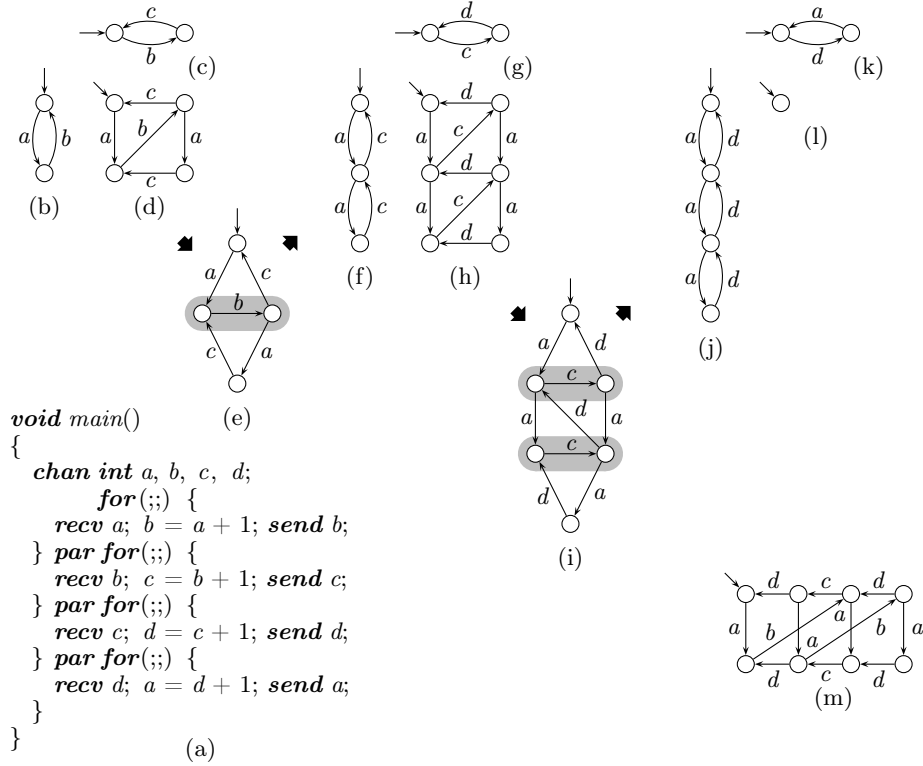 c
b
(c)
d
c
(g)
a
d
(k)
a
b
(b)
c
b
a
a
c
(d)
a
c
a
c
(f)
d
c
a
a
d
c
a
a
d
(h)
a
d
a
d
a
d
(j)
(l)
a
c
b
c
a
(e)
a
d
c
a
d
a
c
d
a
(i)
void main()
{
chan int a, b, c, d;
for(;;) {
recv a; b = a + 1; send b;
} par for(;;) {
recv b; c = b + 1; send c;
} par for(;;) {
recv c; d = c + 1; send d;
} par for(;;) {
recv d; a = d + 1; send a;
}
}
(a)
d
c
d
a
b
a
a
b
a
d
c
d
(m)